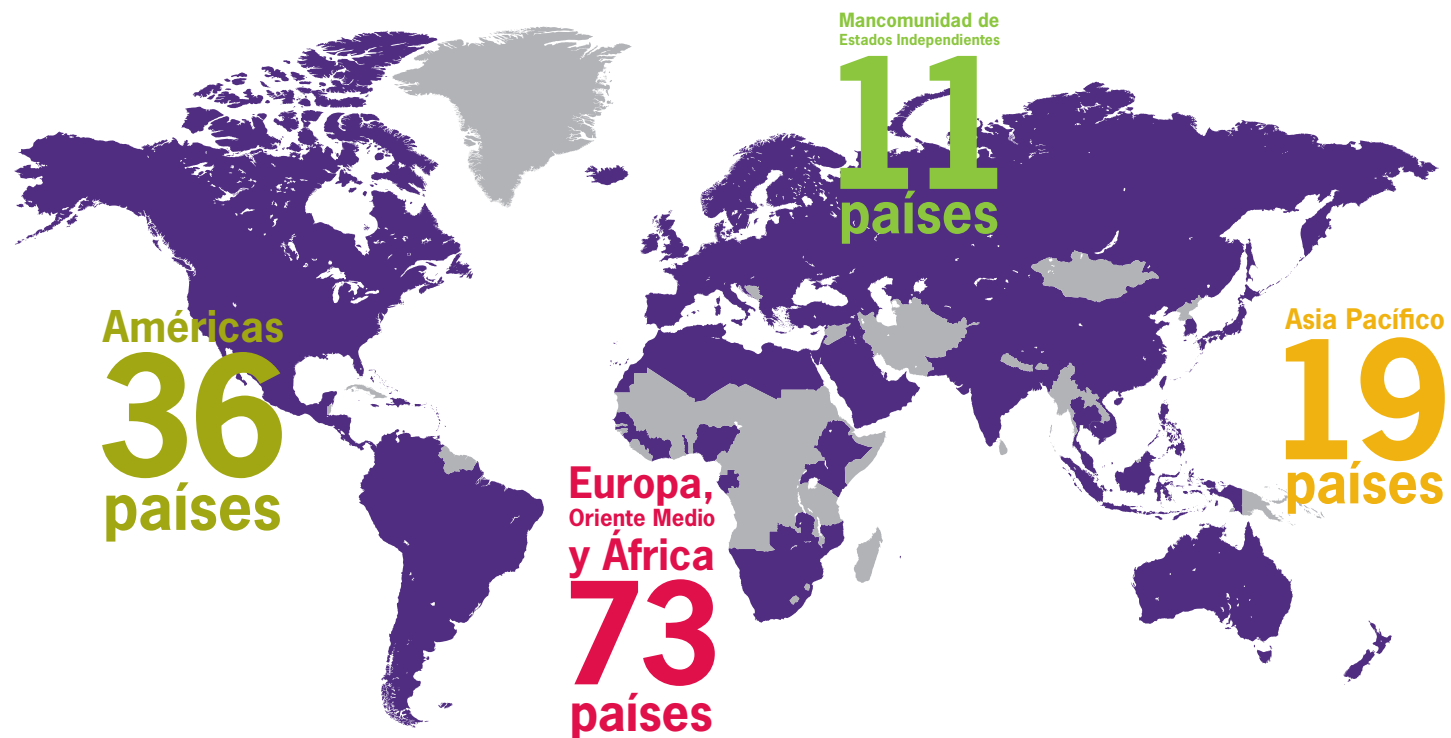 Mancomunidad de
Estados Independientes
11
países
Américas
36
países
Asia Pacífico
19
países
Europa,
Oriente Medio
y África
73
países